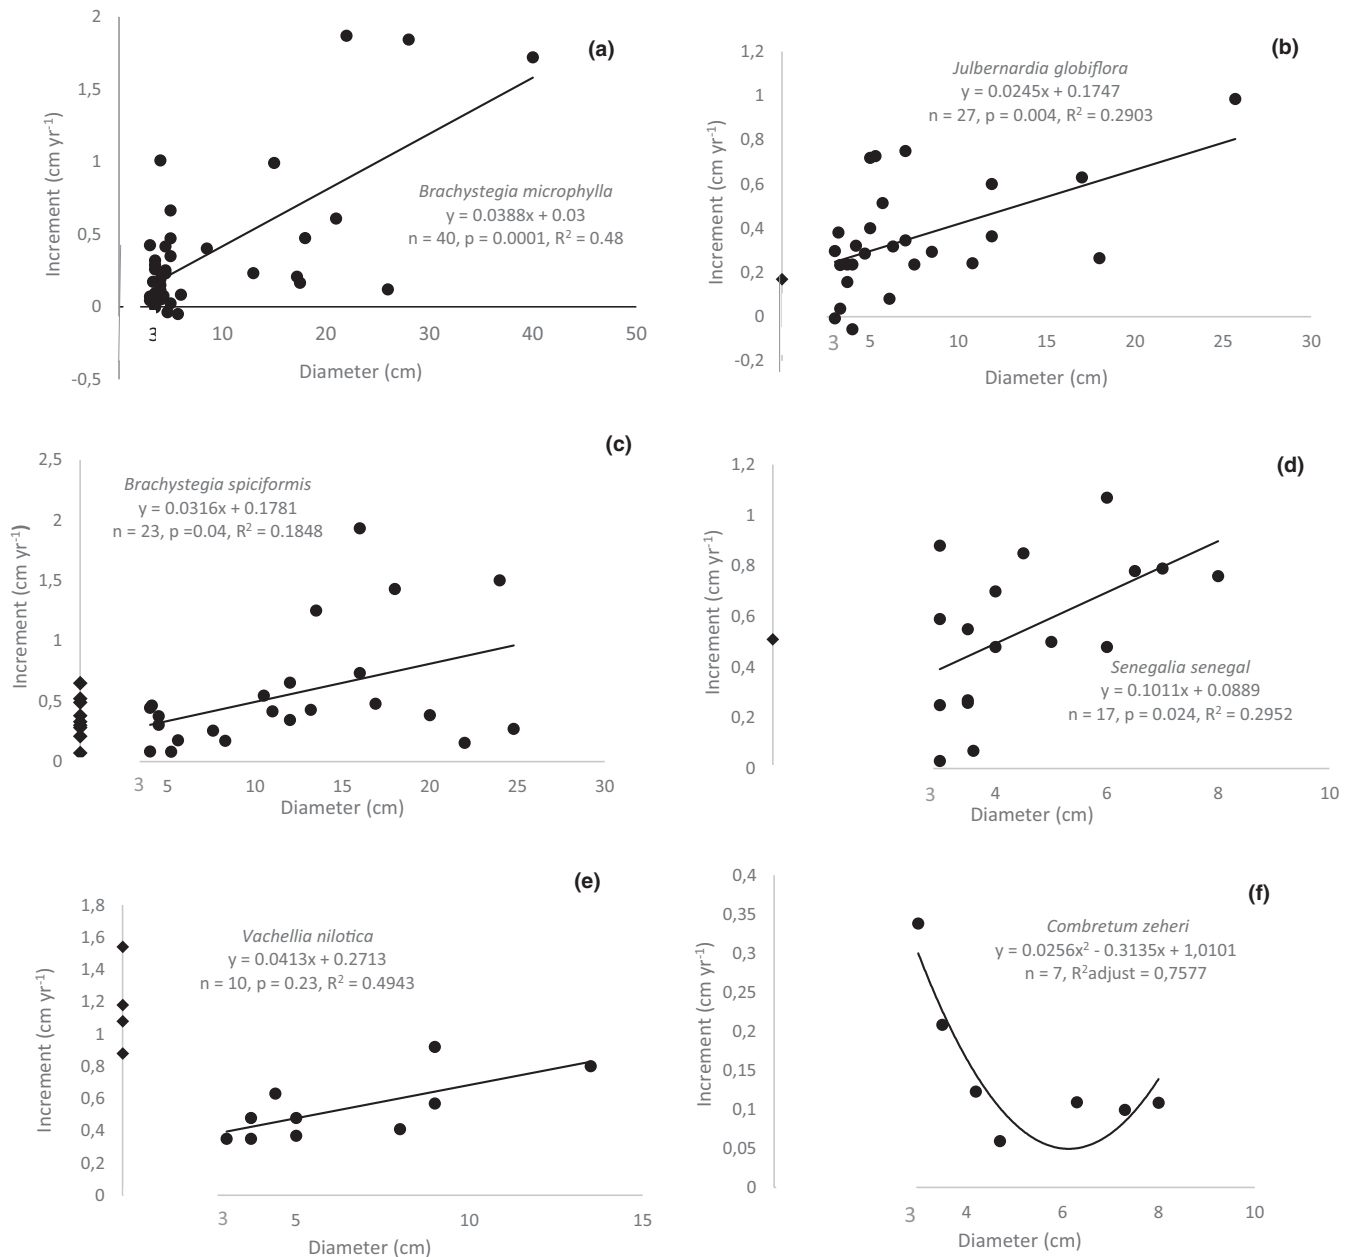 (a)
2
1,5
1
0,5
0
-0,5
Increment (cm yr-1)
Brachystegia microphylla
y = 0.0388x + 0.03
n = 40, p = 0.0001, R2 = 0.48
3 10 20 30 40 50
Diameter (cm)
(b)
1,2
1
0,8
0,6
0,4
0,2
0
-0,2
Increment (cm yr-1)
Julbernardia globiflora
y = 0.0245x + 0.1747
n = 27, p = 0.004, R2 = 0.2903
3 5 10 15 20 25 30
Diameter (cm)
(c)
2,5
2
1,5
1
0,5
0
Increment (cm yr-1)
Brachystegia spiciformis
y = 0.0316x + 0.1781
n = 23, p =0.04, R2 = 0.1848
3 5 10 15 20 25 30
Diameter (cm)
(d)
1,2
1
0,8
0,6
0,4
0,2
0
Increment (cm yr-1)
Senegalia senegal
y = 0.1011x + 0.0889
n = 17, p = 0.024, R2 = 0.2952
3 4 6 8 10
Diameter (cm)
(e)
1,8
1,6
1,4
1,2
1
0,8
0,6
0,4
0,2
0
Increment (cm yr-1)
Vachellia nilotica
y = 0.0413x + 0.2713
n = 10, p = 0.23, R2 = 0.4943
3 5 10 15
Diameter (cm)
(f)
0,4
0,35
0,3
0,25
0,2
0,15
0,1
0,05
0
Increment (cm yr-1)
Combretum zeheri
y = 0.0256x2 - 0.3135x + 1,0101
n = 7, R2adjust = 0,7577
3 4 6 8 10
Diameter (cm)